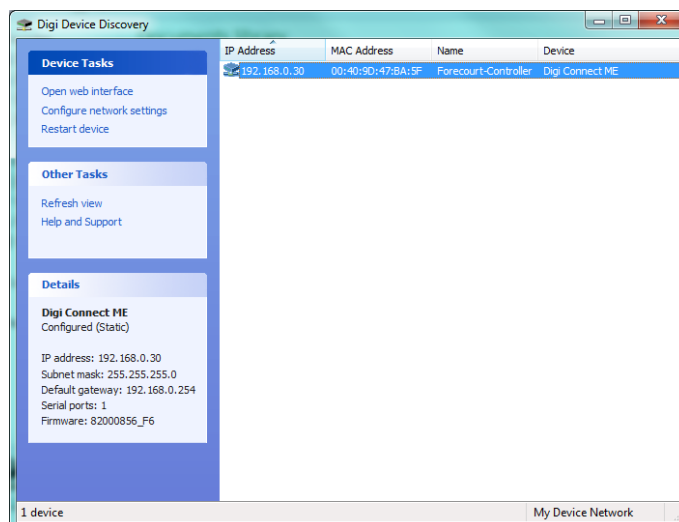 Digi Device Discovery
Device Tasks
Open web interface
Configure network settings
Restart device
Other Tasks
Refresh view
Help and Support
Details
Digi Connect ME
Configured (Static)
IP address: 192.168.0.30
Subnet mask: 255.255.255.0
Default gateway: 192.168.0.254
Serial ports: 1
Firmware: 82000856_F6
IP Address MAC Address Name Device
192.168.0.30 00:40:9D:47:BA:5F Forecourt-Controller Digi Connect ME
1 device My Device Network